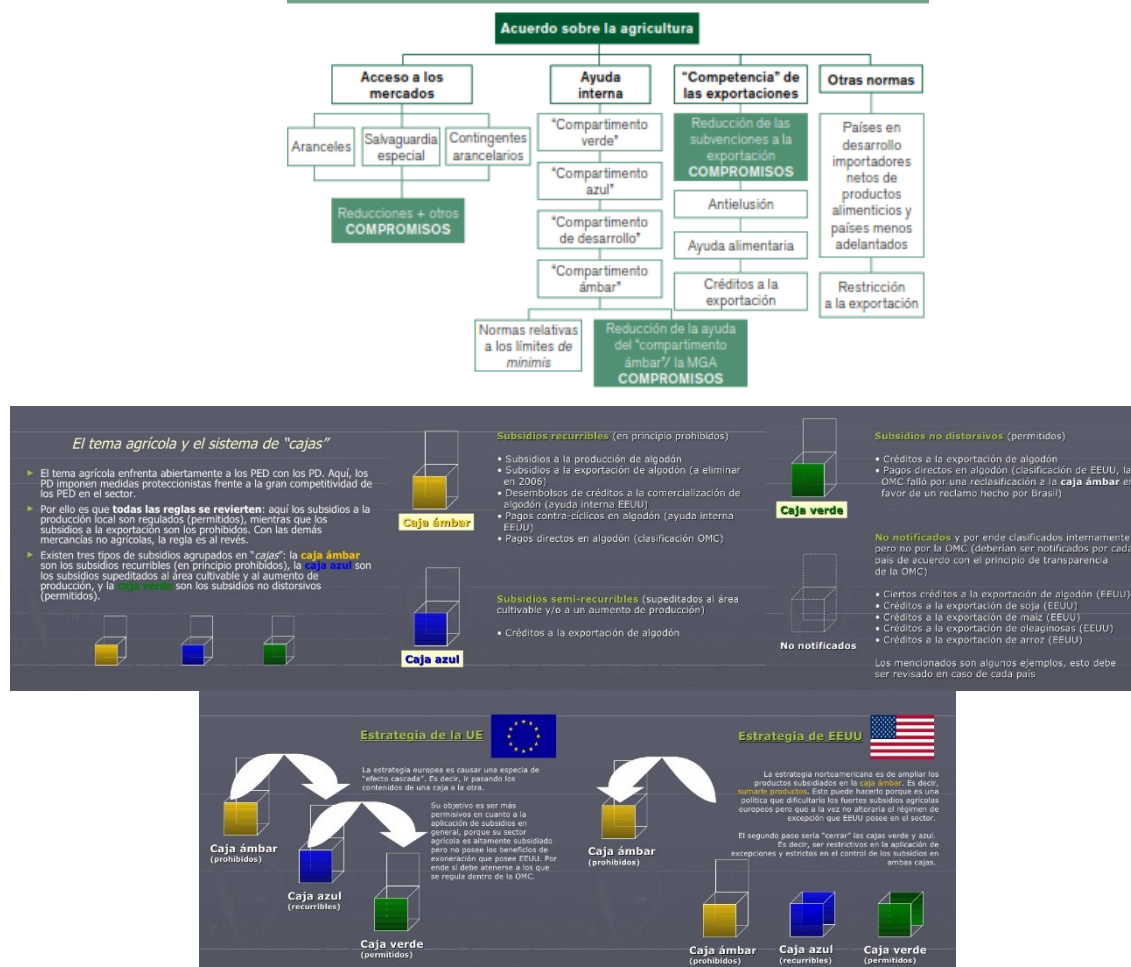 Acuerdo sobre la agricultura
Acceso a los
mercados
Aranceles
Salvaguardia
especial
Contingentes
arancelarios
Reducciones + otros
COMPROMISOS
Ayuda
interna
"Compartimento
verde"
"Compartimento
azul"
"Compartimento
de desarrollo"
"Compartimento
ámbar"
Normas relativas
a los límites de
minimis
Reducción de la ayuda
del "compartimento
ámbar"/ la MGA
COMPROMISOS
"Competencia" de
las exportaciones
Reducción de las
subvenciones a la
exportación
COMPROMISOS
Antielusión
Ayuda alimentaria
Créditos a la
exportación
Otras normas
Países en
desarrollo
importadores
netos de
productos
alimenticios y
países menos
adelantados
Restricción
a la exportación
El tema agrícola y el sistema de "cajas"
El tema agrícola enfrenta abiertamente a los PED con los PD. Aquí, los
PD imponen medidas proteccionistas frente a la gran competitividad de
los PED en el sector.
Por ello es que todas las reglas se revierten: aquí los subsidios a la
producción local son regulados (permitidos), mientras que los
subsidios a la exportación son los prohibidos. Con las demás
mercancías no agrícolas, la regla es al revés.
Existen tres tipos de subsidios agrupados en "cajas": la caja ámbar
son los subsidios recurribles (en principio prohibidos), la caja azul son
los subsidios supeditados al área cultivable y al aumento de
producción, y la caja verde son los subsidios no distorsivos
(permitidos).
Caja ámbar
Subsidios recurribles (en principio prohibidos)
• Subsidios a la producción de algodón
• Subsidios a la exportación de algodón (a eliminar
en 2006)
• Desembolsos de créditos a la comercialización de
algodón (ayuda interna EEUU)
• Pagos contra-cíclicos en algodón (ayuda interna
EEUU)
• Pagos directos en algodón (clasificación OMC)
Caja azul
Subsidios semi-recurribles (supeditados al área
cultivable y/o a un aumento de producción)
• Créditos a la exportación de algodón
Caja verde
Subsidios no distorsivos (permitidos)
• Créditos a la exportación de algodón
• Pagos directos en algodón (clasificación de EEUU, la
OMC falló por una reclasificación a la caja ámbar en
favor de un reclamo hecho por Brasil)
No notificados
No notificados y por ende clasificados internamente
pero no por la OMC (deberían ser notificados por cada
país de acuerdo con el principio de transparencia
de la OMC)
• Ciertos créditos a la exportación de algodón (EEUU)
• Créditos a la exportación de soja (EEUU)
• Créditos a la exportación de maíz (EEUU)
• Créditos a la exportación de oleaginosas (EEUU)
• Créditos a la exportación de arroz (EEUU)
Los mencionados son algunos ejemplos, esto debe
ser revisado en caso de cada país
Estrategia de la UE
La estrategia europea es causar una especia de
"efecto cascada". Es decir, ir pasando los
contenidos de una caja a la otra.
Su objetivo es ser más
permisivos en cuanto a la
aplicación de subsidios en
general, porque su sector
agrícola es altamente subsidiado
pero no posee los beneficios de
exoneración que posee EEUU. Por
ende si debe atenerse a los que
se regula dentro de la OMC.
Caja ámbar
(prohibidos)
Caja azul
(recurribles)
Caja verde
(permitidos)
Estrategia de EEUU
La estrategia norteamericana es de ampliar los
productos subsidiados en la caja ámbar. Es decir,
sumarle productos. Esto puede hacerlo porque es una
política que dificultaría los fuertes subsidios agrícolas
europeos pero que a la vez no alteraría el régimen de
excepción que EEUU posee en el sector.
El segundo paso sería "cerrar" las cajas verde y azul.
Es decir, ser restrictivos en la aplicación de
excepciones y estrictos en el control de los subsidios en
ambas cajas.
Caja ámbar
(prohibidos)
Caja ámbar
(prohibidos)
Caja azul
(recurribles)
Caja verde
(permitidos)